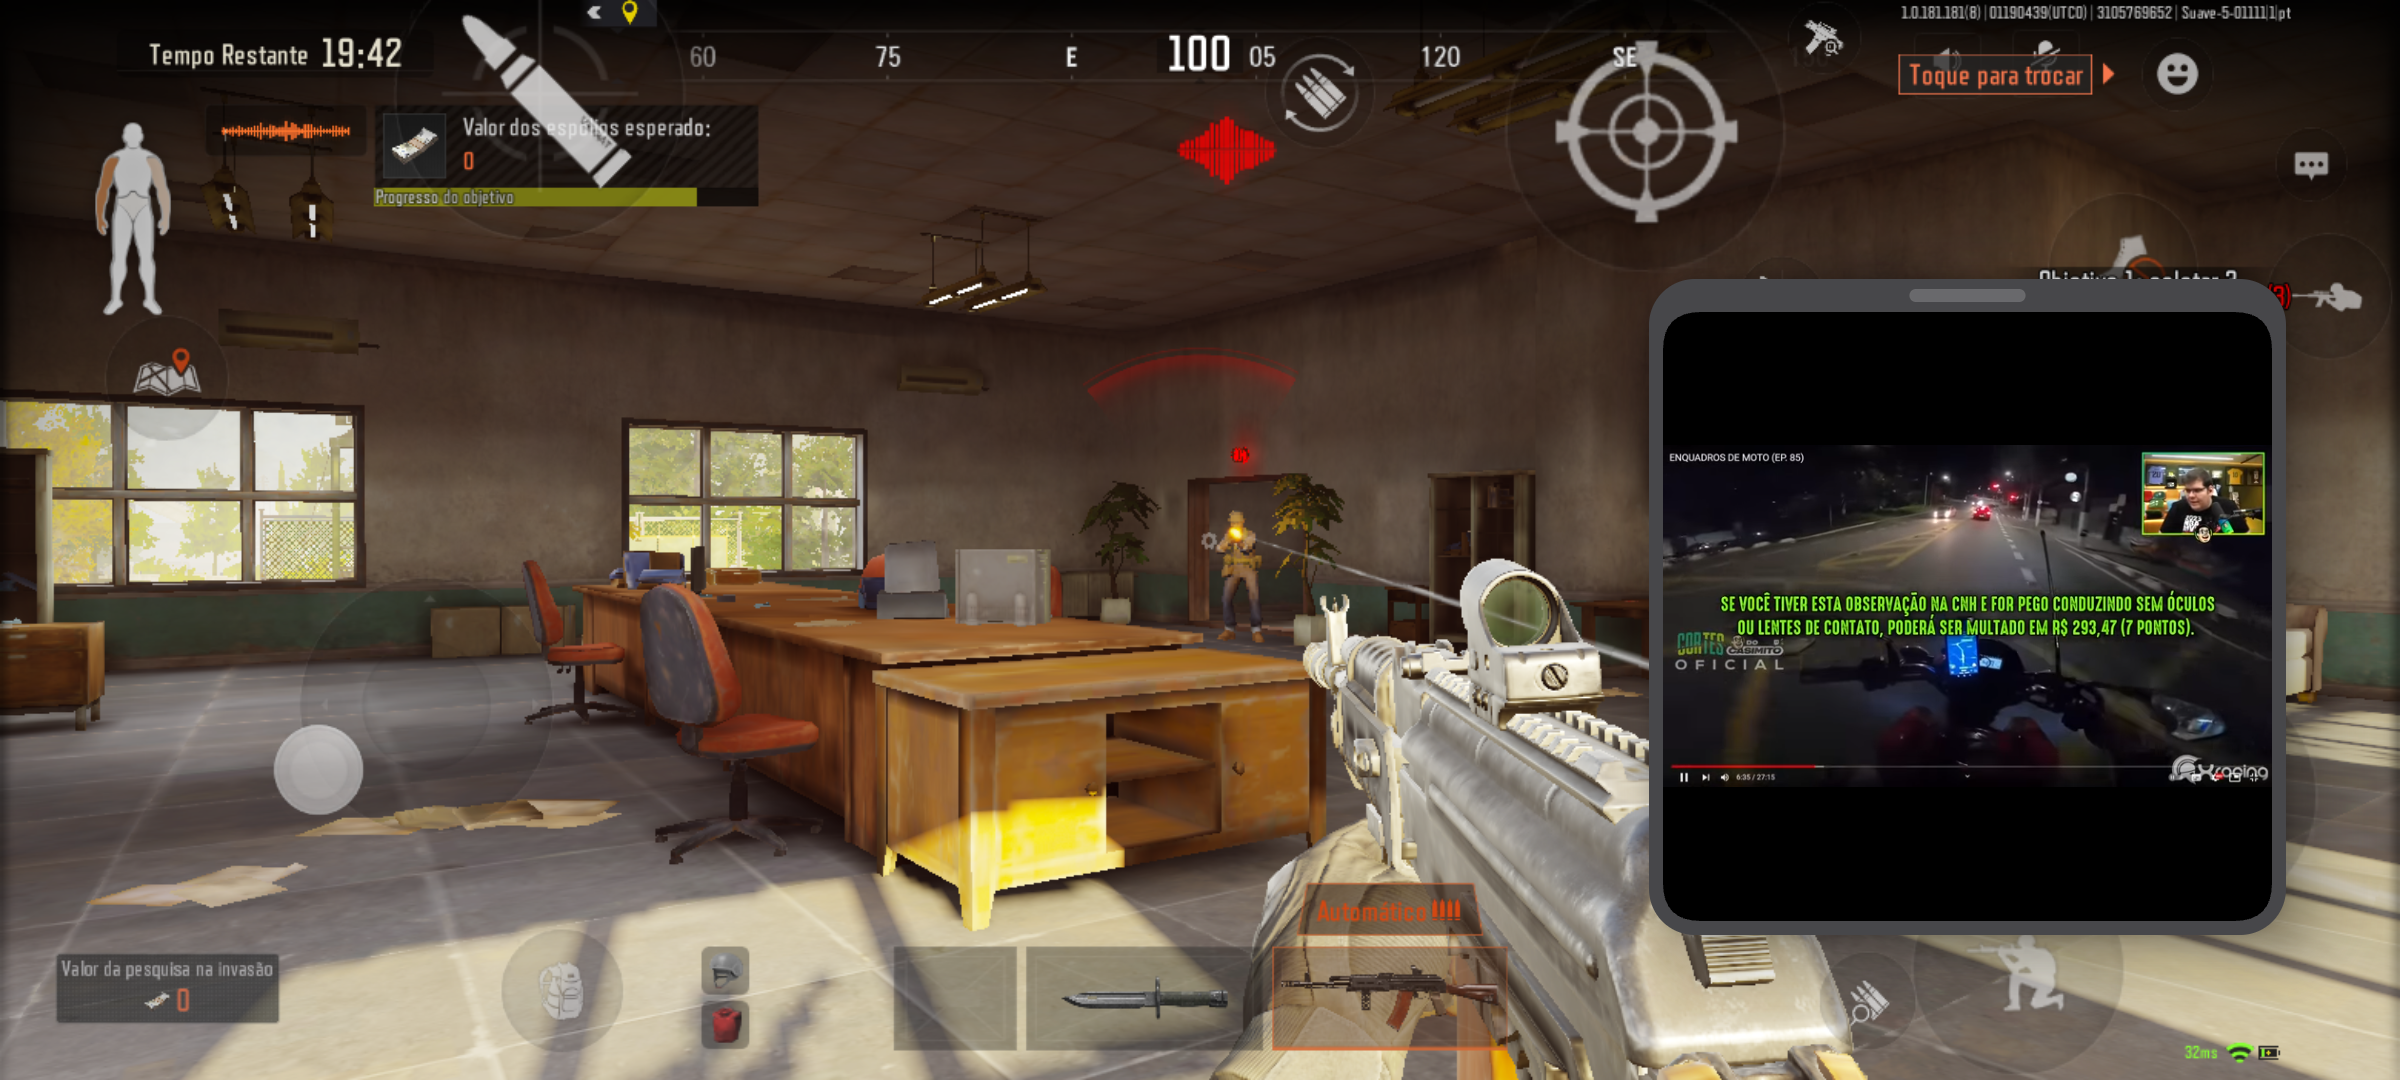 1.0.181.181(8) | 01190439(UTC0) | 3105769652 | Suave-5-01111|1|pt
Tempo Restante 19:42
60
75
E
100
05
120
SE
Toque para trocar
Valor dos espólios esperado:
0
Progresso do objetivo
(3)
ENQUADROS DE MOTO (EP. 85)
SE VOCÊ TIVER ESTA OBSERVAÇÃO NA CNH E FOR PEGO CONDUZINDO SEM ÓCULOS
OU LENTES DE CONTATO, PODERÁ SER MULTADO EM R$ 293,47 (7 PONTOS).
CORTES
DO
CASIMITO
OFICIAL
6:35 / 27:15
Automático
Valor da pesquisa na invasão
0
32ms